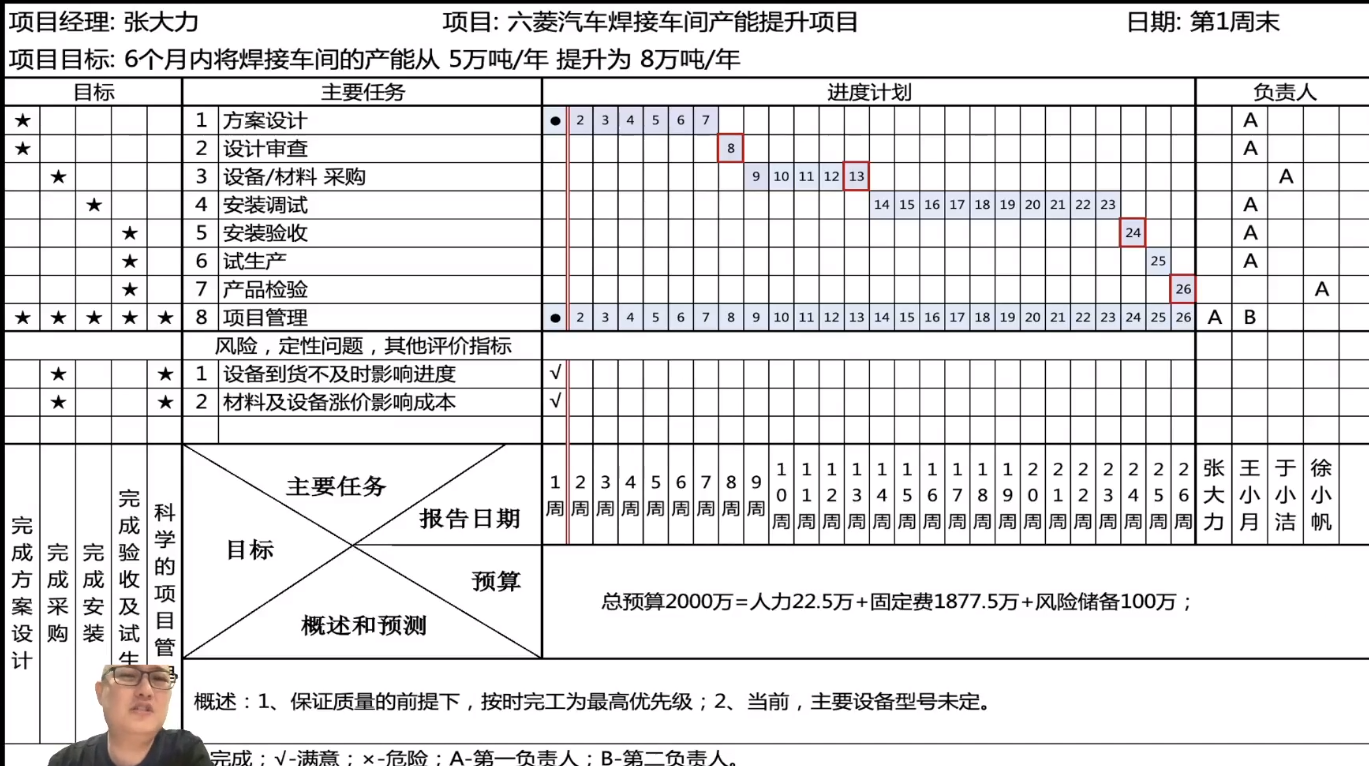 项目经理: 张大力 项目: 六菱汽车焊接车间产能提升项目 日期: 第1周末
项目目标: 6个月内将焊接车间的产能从 5万吨/年 提升为 8万吨/年
目标 主要任务 进度计划 负责人
★ 1 方案设计 ● 2 3 4 5 6 7 A
★ 2 设计审查 8 A
★ 3 设备/材料 采购 9 10 11 12 13 A
★ 4 安装调试 14 15 16 17 18 19 20 21 22 23 A
★ 5 安装验收 24 A
★ 6 试生产 25 A
★ 7 产品检验 26 A
★ ★ ★ ★ ★ 8 项目管理 ● 2 3 4 5 6 7 8 9 10 11 12 13 14 15 16 17 18 19 20 21 22 23 24 25 26 A B
风险，定性问题，其他评价指标
★ ★ 1 设备到货不及时影响进度 √
★ ★ 2 材料及设备涨价影响成本 √
完成方案设计
完成采购
完成安装
完成验收及试生
科学的项目管
主要任务
报告日期
目标
预算
概述和预测
1周 2周 3周 4周 5周 6周 7周 8周 9周 10周 11周 12周 13周 14周 15周 16周 17周 18周 19周 20周 21周 22周 23周 24周 25周 26周
张大力 王小月 于小洁 徐小帆
总预算2000万=人力22.5万+固定费1877.5万+风险储备100万；
概述：1、保证质量的前提下，按时完工为最高优先级；2、当前，主要设备型号未定。
完成；√-满意；×-危险；A-第一负责人；B-第二负责人。